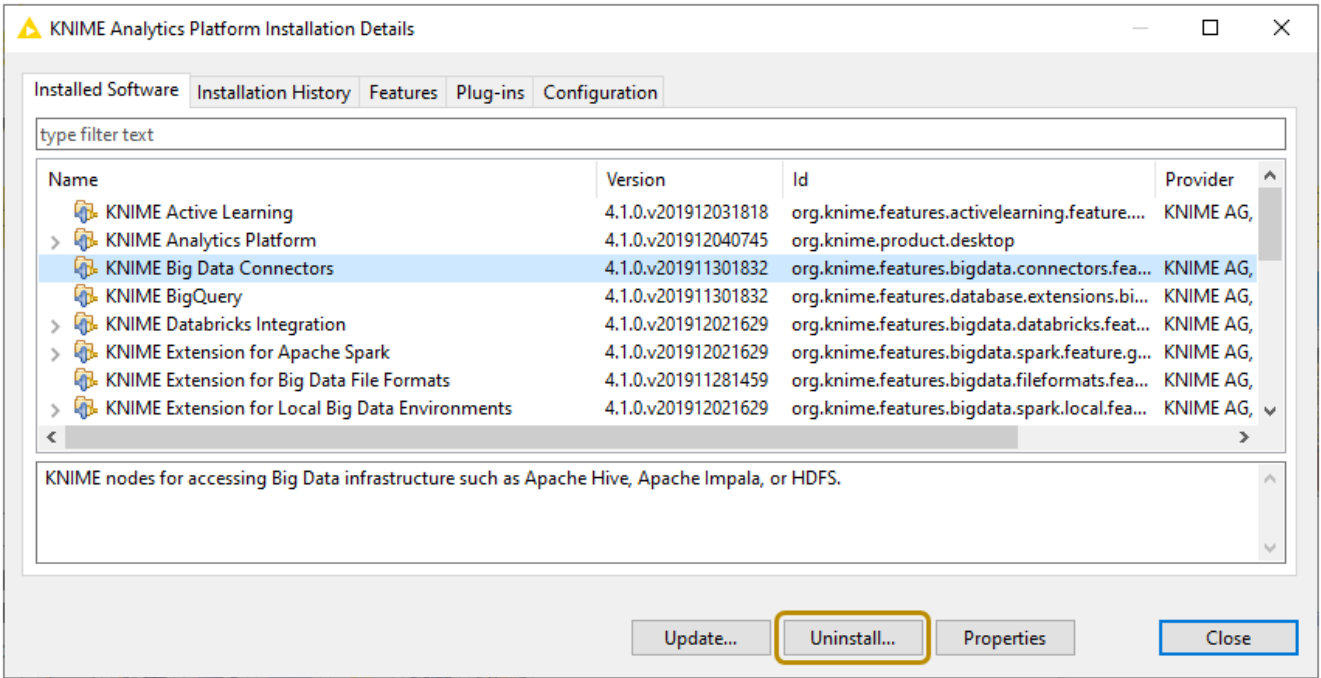 KNIME Analytics Platform Installation Details
Installed Software Installation History Features Plug-ins Configuration
type filter text
Name Version Id Provider
KNIME Active Learning 4.1.0.v201912031818 org.knime.features.activelearning.feature.... KNIME AG,
KNIME Analytics Platform 4.1.0.v201912040745 org.knime.product.desktop
KNIME Big Data Connectors 4.1.0.v201911301832 org.knime.features.bigdata.connectors.fea... KNIME AG,
KNIME BigQuery 4.1.0.v201911301832 org.knime.features.database.extensions.bi... KNIME AG,
KNIME Databricks Integration 4.1.0.v201912021629 org.knime.features.bigdata.databricks.feat... KNIME AG,
KNIME Extension for Apache Spark 4.1.0.v201912021629 org.knime.features.bigdata.spark.feature.g... KNIME AG,
KNIME Extension for Big Data File Formats 4.1.0.v201911281459 org.knime.features.bigdata.fileformats.fea... KNIME AG,
KNIME Extension for Local Big Data Environments 4.1.0.v201912021629 org.knime.features.bigdata.spark.local.fea... KNIME AG,
KNIME nodes for accessing Big Data infrastructure such as Apache Hive, Apache Impala, or HDFS.
Update... Uninstall... Properties Close